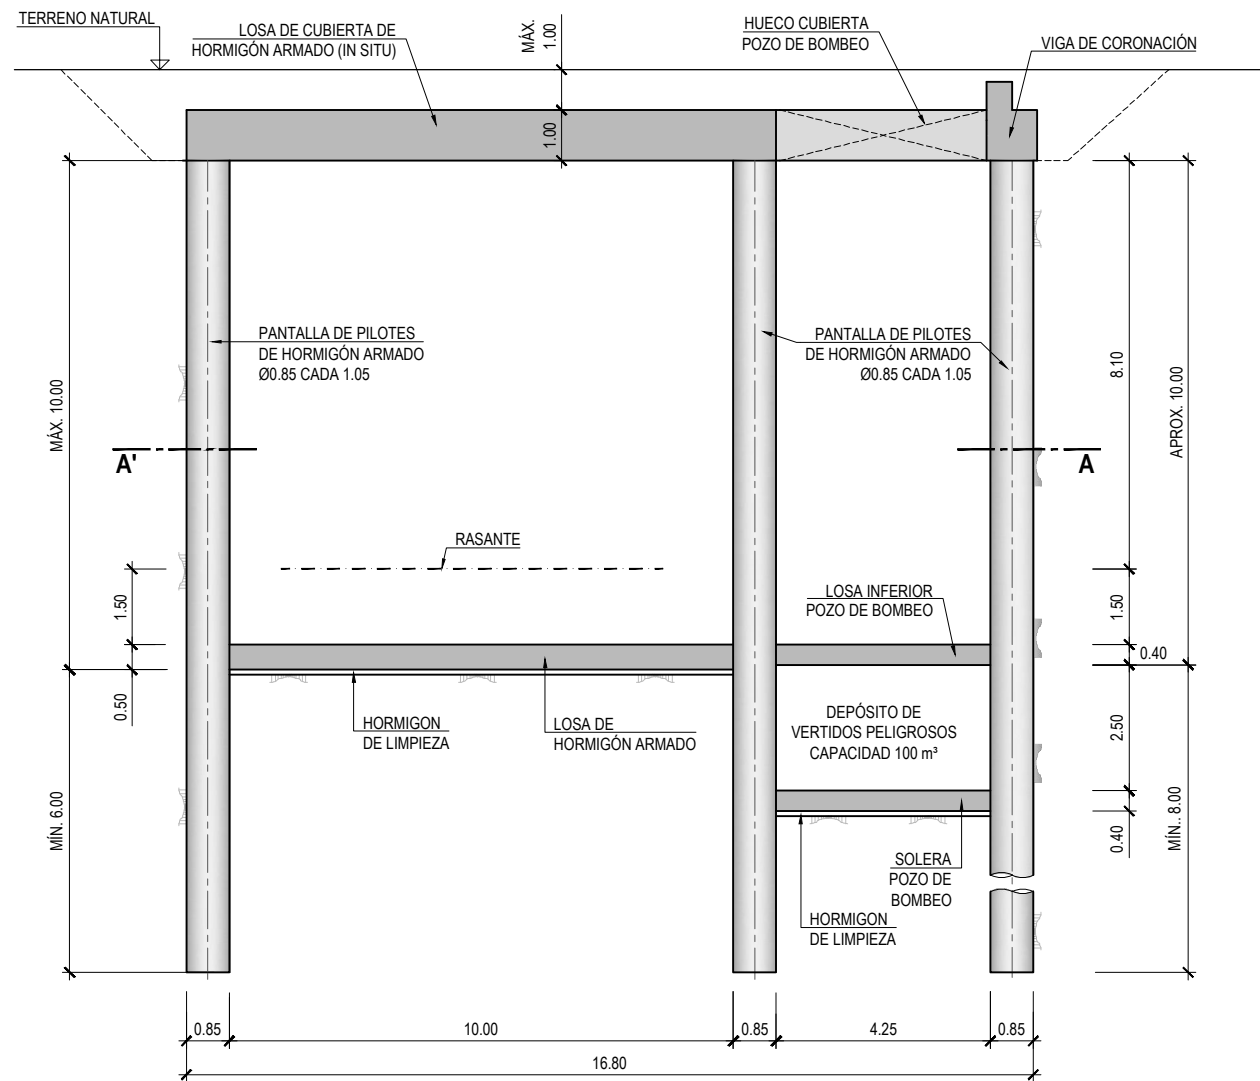 TERRENO NATURAL
LOSA DE CUBIERTA DE
HORMIGÓN ARMADO (IN SITU)
MÁX.
1.00
HUECO CUBIERTA
POZO DE BOMBEO
VIGA DE CORONACIÓN
1.00
PANTALLA DE PILOTES
DE HORMIGÓN ARMADO
Ø0.85 CADA 1.05
PANTALLA DE PILOTES
DE HORMIGÓN ARMADO
Ø0.85 CADA 1.05
8.10
MÁX. 10.00
APROX. 10.00
A'
A
RASANTE
1.50
LOSA INFERIOR
POZO DE BOMBEO
1.50
0.40
0.50
HORMIGON
DE LIMPIEZA
LOSA DE
HORMIGÓN ARMADO
DEPÓSITO DE
VERTIDOS PELIGROSOS
CAPACIDAD 100 m³
2.50
MÍN. 6.00
MÍN.. 8.00
0.40
SOLERA
POZO DE
BOMBEO
HORMIGON
DE LIMPIEZA
0.85
10.00
0.85
4.25
0.85
16.80